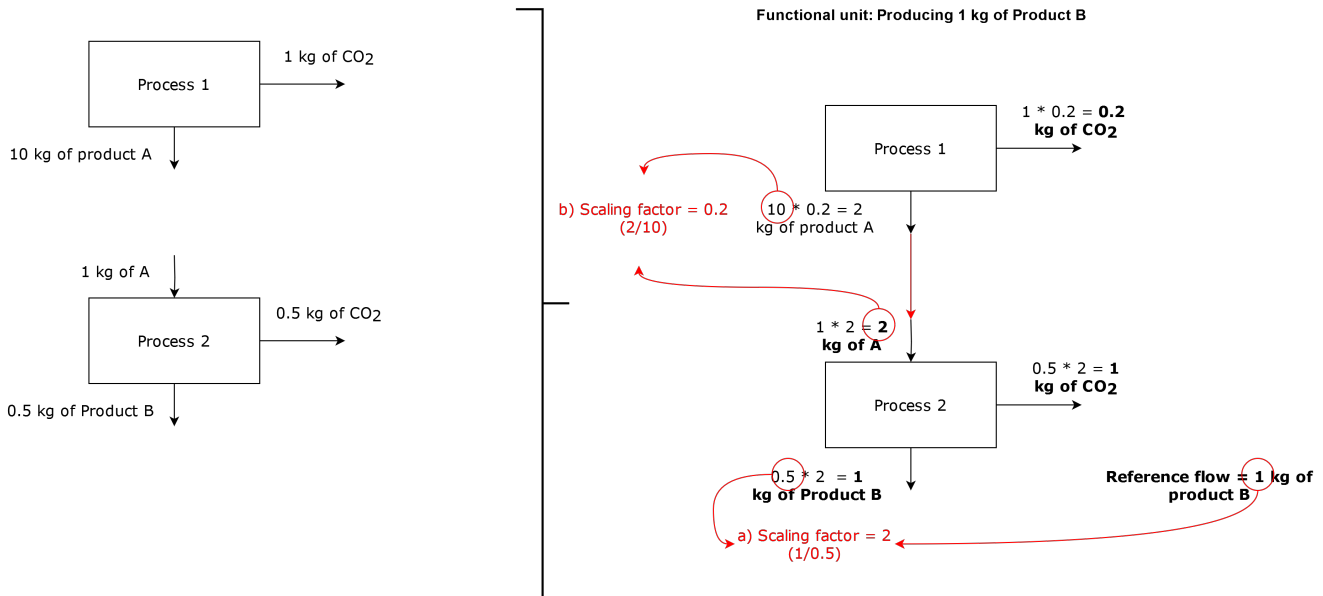 1 kg of CO2
Process 1
10 kg of product A
1 kg of A
0.5 kg of CO2
Process 2
0.5 kg of Product B
Functional unit: Producing 1 kg of Product B
1 * 0.2 = 0.2
kg of CO2
Process 1
b) Scaling factor = 0.2
(2/10)
10 * 0.2 = 2
kg of product A
1 * 2 = 2
kg of A
0.5 * 2 = 1
kg of CO2
Process 2
0.5 * 2 = 1
kg of Product B
Reference flow = 1 kg of
product B
a) Scaling factor = 2
(1/0.5)